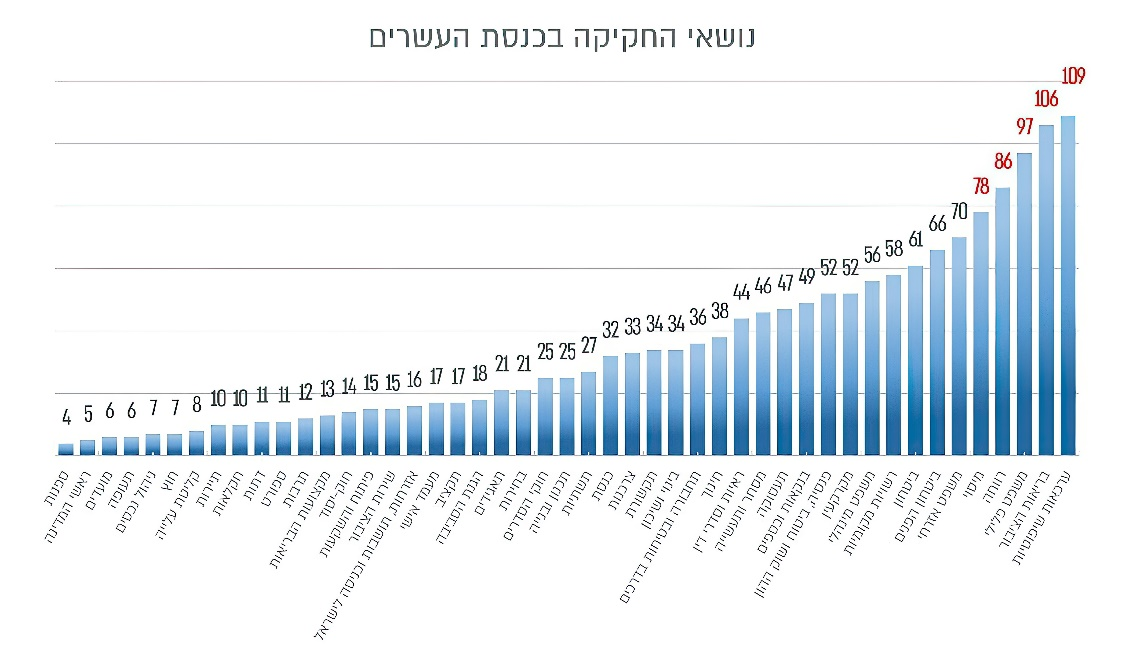 נושאי החקיקה בכנסת העשרים
109
106
97
86
78
70
66
61
58
56
52
52
49
47
46
44
38
36
34
34
33
32
27
25
25
21
21
18
17
17
16
15
15
14
13
12
11
11
10
10
8
7
7
6
6
5
4
ערכאות שיפוטיות
בריאות הציבור
משפט פלילי
רווחה
מיסוי
משפט אזרחי
ביטחון הפנים
ביטחון
רשויות מקומיות
משפט מינהלי
מקרקעין
פנסיה, ביטוח ושוק ההון
בנקאות וכספים
תעסוקה
מסחר ותעשייה
ראיות וסדרי דין
חינוך
תחבורה ובטיחות בדרכים
בינוי ושיכון
תקשורת
צרכנות
כנסת
תשתיות
תכנון ובנייה
חוקי הסדרים
בחירות
תאגידים
הגנת הסביבה
תקציב
מעמד אישי
אזרחות, תושבות וכניסה לישראל
שירות הציבור
פיתוח והשקעות
חוק-יסוד
מקצועות הבריאות
תרבות
ספורט
דתות
חקלאות
תיירות
קליטת עלייה
חוץ
ניהול נכסים
תשופה
מועדים
ראשי המדינה
ספנות